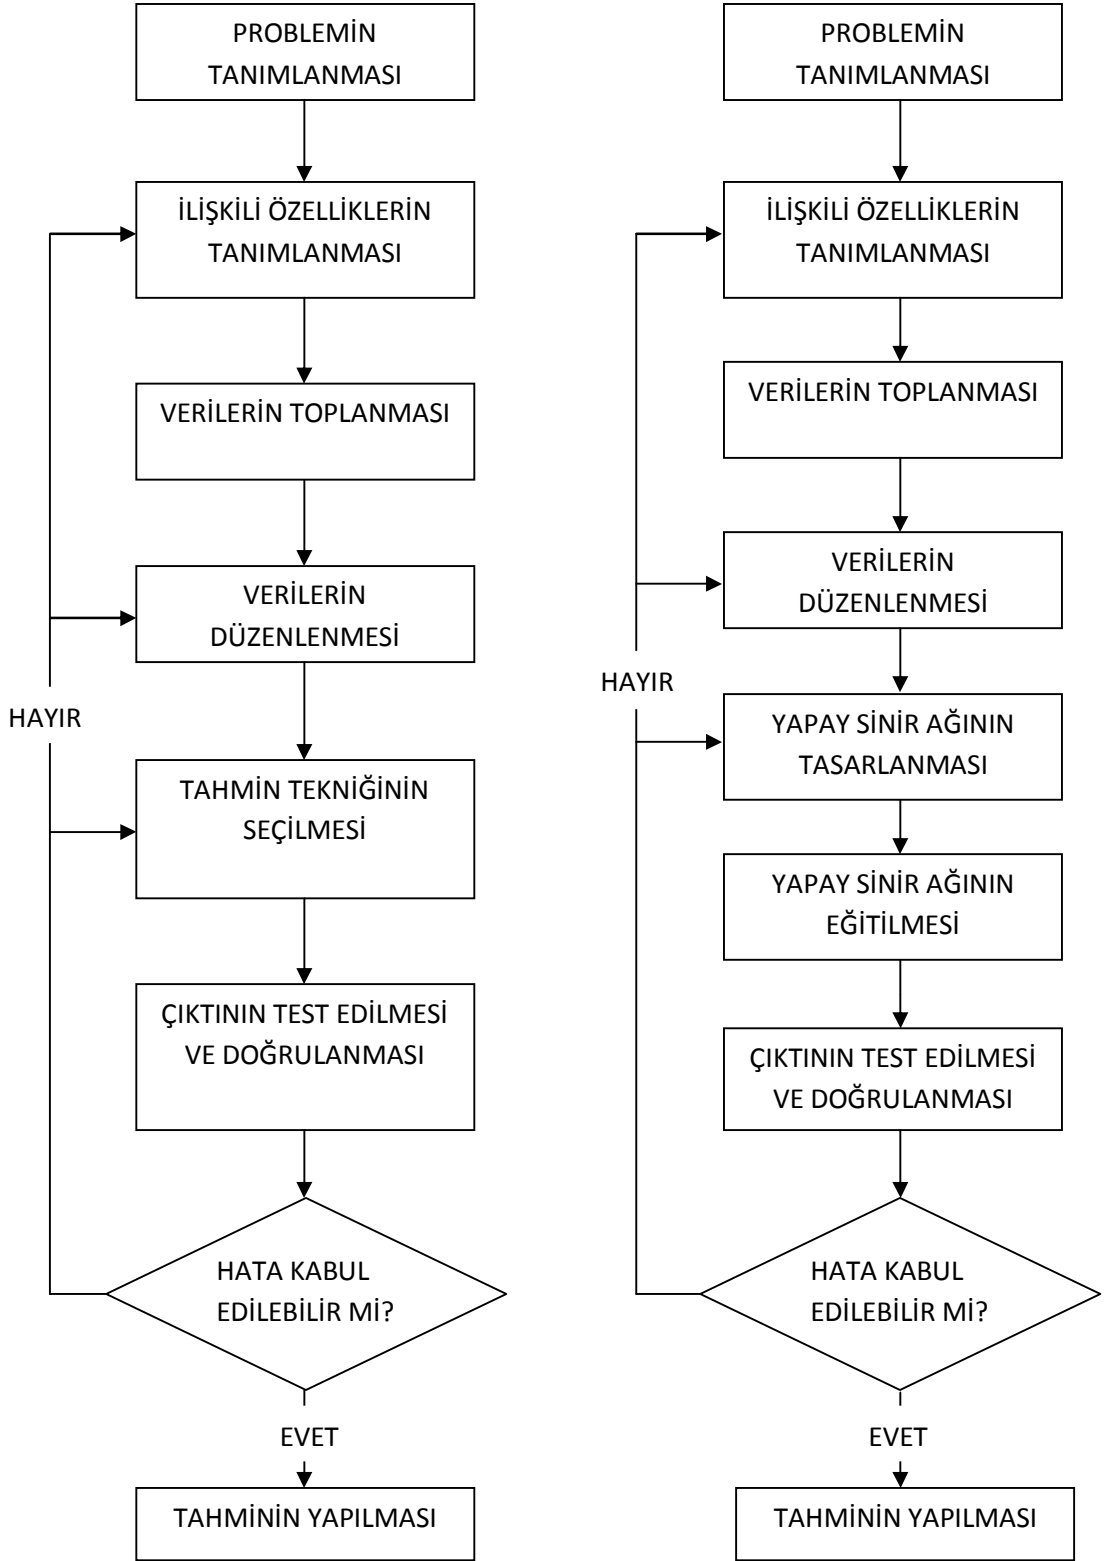 PROBLEMİN
TANIMLANMASI
İLİŞKİLİ ÖZELLİKLERİN
TANIMLANMASI
VERİLERİN TOPLANMASI
VERİLERİN
DÜZENLENMESİ
HAYIR
TAHMİN TEKNİĞİNİN
SEÇİLMESİ
ÇIKTININ TEST EDİLMESİ
VE DOĞRULANMASI
HATA KABUL
EDİLEBİLİR Mİ?
EVET
TAHMİNİN YAPILMASI
PROBLEMİN
TANIMLANMASI
İLİŞKİLİ ÖZELLİKLERİN
TANIMLANMASI
VERİLERİN TOPLANMASI
VERİLERİN
DÜZENLENMESİ
HAYIR
YAPAY SİNİR AĞININ
TASARLANMASI
YAPAY SİNİR AĞININ
EĞİTİLMESİ
ÇIKTININ TEST EDİLMESİ
VE DOĞRULANMASI
HATA KABUL
EDİLEBİLİR Mİ?
EVET
TAHMİNİN YAPILMASI